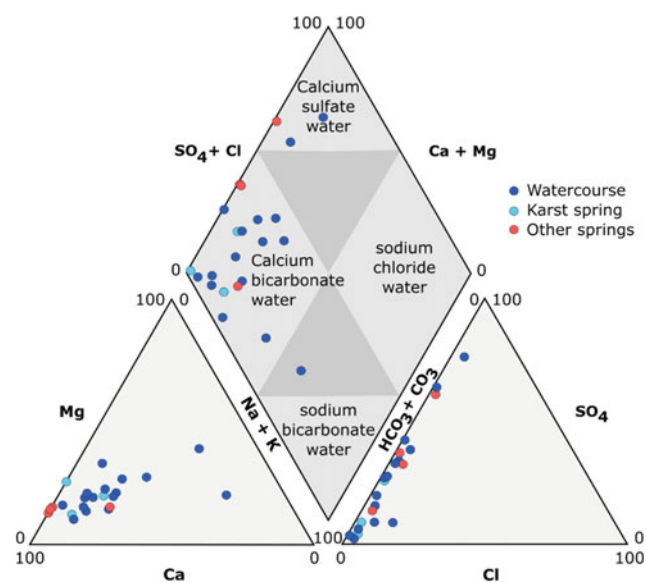 100 100
Calcium
sulfate
water
SO4 + Cl
Ca + Mg
Watercourse
Karst spring
Other springs
sodium
chloride
water
Calcium
bicarbonate
water
0
0
100 0
0 100
Mg
Na + K
HCO3 + CO3
SO4
sodium
bicarbonate
water
100
0
100
0
100
0
Ca
Cl